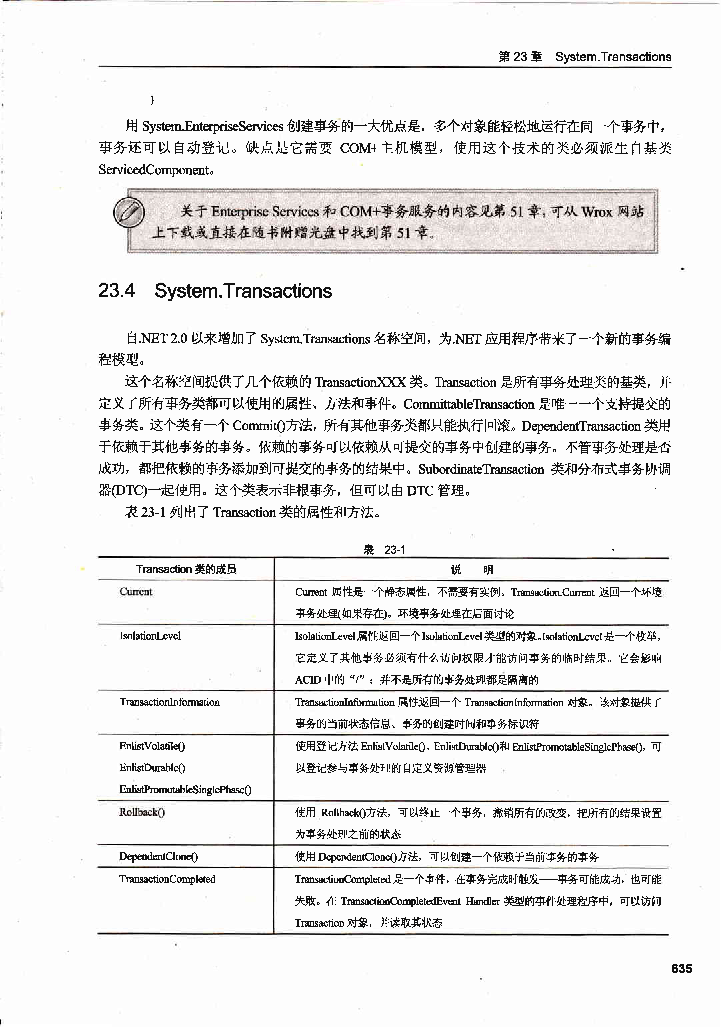 第 23 章 System.Transactions
}
用 System.EnterpriseServices 创建事务的一大优点是，多个对象能轻松地运行在同一个事务中，
事务还可以自动登记。缺点是它需要 COM+主机模型，使用这个技术的类必须派生自基类
ServicedComponent。
关于 Enterprise Services 和 COM+事务服务的内容见第 51 章，可从 Wrox 网站
上下载或直接在随书附赠光盘中找到第 51 章。
23.4 System.Transactions
自.NET 2.0 以来增加了 System.Transactions 名称空间，为.NET 应用程序带来了一个新的事务编
程模型。
这个名称空间提供了几个依赖的 TransactionXXX 类。Transaction 是所有事务处理类的基类，并
定义了所有事务类都可以使用的属性、方法和事件。CommittableTransaction 是唯一一个支持提交的
事务类。这个类有一个 Commit()方法，所有其他事务类都只能执行回滚。DependentTransaction 类用
于依赖于其他事务的事务。依赖的事务可以依赖从可提交的事务中创建的事务。不管事务处理是否
成功，都把依赖的事务添加到可提交的事务的结果中。SubordinateTransaction 类和分布式事务协调
器(DTC)一起使用。这个类表示非根事务，但可以由 DTC 管理。
表 23-1 列出了 Transaction 类的属性和方法。
表 23-1
Transaction 类的成员 说 明
Current Current 属性是一个静态属性，不需要有实例，Transaction.Current 返回一个环境
事务处理(如果存在)。环境事务处理在后面讨论
IsolationLevel IsolationLevel 属性返回一个 IsolationLevel 类型的对象。IsolationLevel 是一个枚举，
它定义了其他事务必须有什么访问权限才能访问事务的临时结果。它会影响
ACID 中的“I”；并不是所有的事务处理都是隔离的
TransactionInformation TransactionInformation 属性返回一个 TransactionInformation 对象。该对象提供了
事务的当前状态信息、事务的创建时间和事务标识符
EnlistVolatile() 使用登记方法 EnlistVolatile()、EnlistDurable()和 EnlistPromotableSinglePhase()，可
EnlistDurable() 以登记参与事务处理的自定义资源管理器
EnlistPromotableSinglePhase()
Rollback() 使用 Rollback()方法，可以终止一个事务，撤销所有的改变，把所有的结果设置
为事务处理之前的状态
DependentClone() 使用 DependentClone()方法，可以创建一个依赖于当前事务的事务
TransactionCompleted TransactionCompleted 是一个事件，在事务完成时触发——事务可能成功，也可能
失败。在 TransactionCompletedEvent Handler 类型的事件处理程序中，可以访问
Transaction 对象，并读取其状态
635